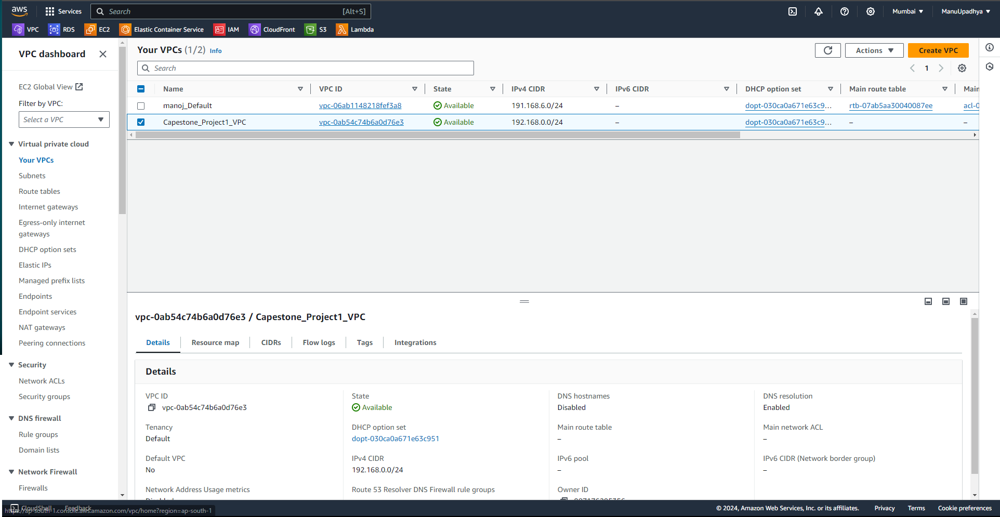 aws
Services
Search [Alt+S]
Mumbai ManuUpadhya
VPC RDS EC2 Elastic Container Service IAM CloudFront S3 Lambda
VPC dashboard
EC2 Global View
Filter by VPC:
Select a VPC
Virtual private cloud
Your VPCs
Subnets
Route tables
Internet gateways
Egress-only internet
gateways
DHCP option sets
Elastic IPs
Managed prefix lists
Endpoints
Endpoint services
NAT gateways
Peering connections
Security
Network ACLs
Security groups
DNS firewall
Rule groups
Domain lists
Network Firewall
Firewalls
Your VPCs (1/2) Info
Actions
Create VPC
Search
1
Name VPC ID State IPv4 CIDR IPv6 CIDR DHCP option set Main route table Main
manoj_Default vpc-06ab1148218fef3a8 Available 191.168.6.0/24 – dopt-030ca0a671e63c9... rtb-07ab5aa30040087ee acl-0
Capestone_Project1_VPC vpc-0ab54c74b6a0d76e3 Available 192.168.0.0/24 – dopt-030ca0a671e63c9... – –
vpc-0ab54c74b6a0d76e3 / Capestone_Project1_VPC
Details Resource map CIDRs Flow logs Tags Integrations
Details
VPC ID
vpc-0ab54c74b6a0d76e3
State
Available
DNS hostnames
Disabled
DNS resolution
Enabled
Tenancy
Default
DHCP option set
dopt-030ca0a671e63c951
Main route table
–
Main network ACL
–
Default VPC
No
IPv4 CIDR
192.168.0.0/24
IPv6 pool
–
IPv6 CIDR (Network border group)
–
Network Address Usage metrics
Route 53 Resolver DNS Firewall rule groups
Owner ID
CloudShell Feedback
https://ap-south-1.console.aws.amazon.com/vpc/home?region=ap-south-1
© 2024, Amazon Web Services, Inc. or its affiliates. Privacy Terms Cookie preferences